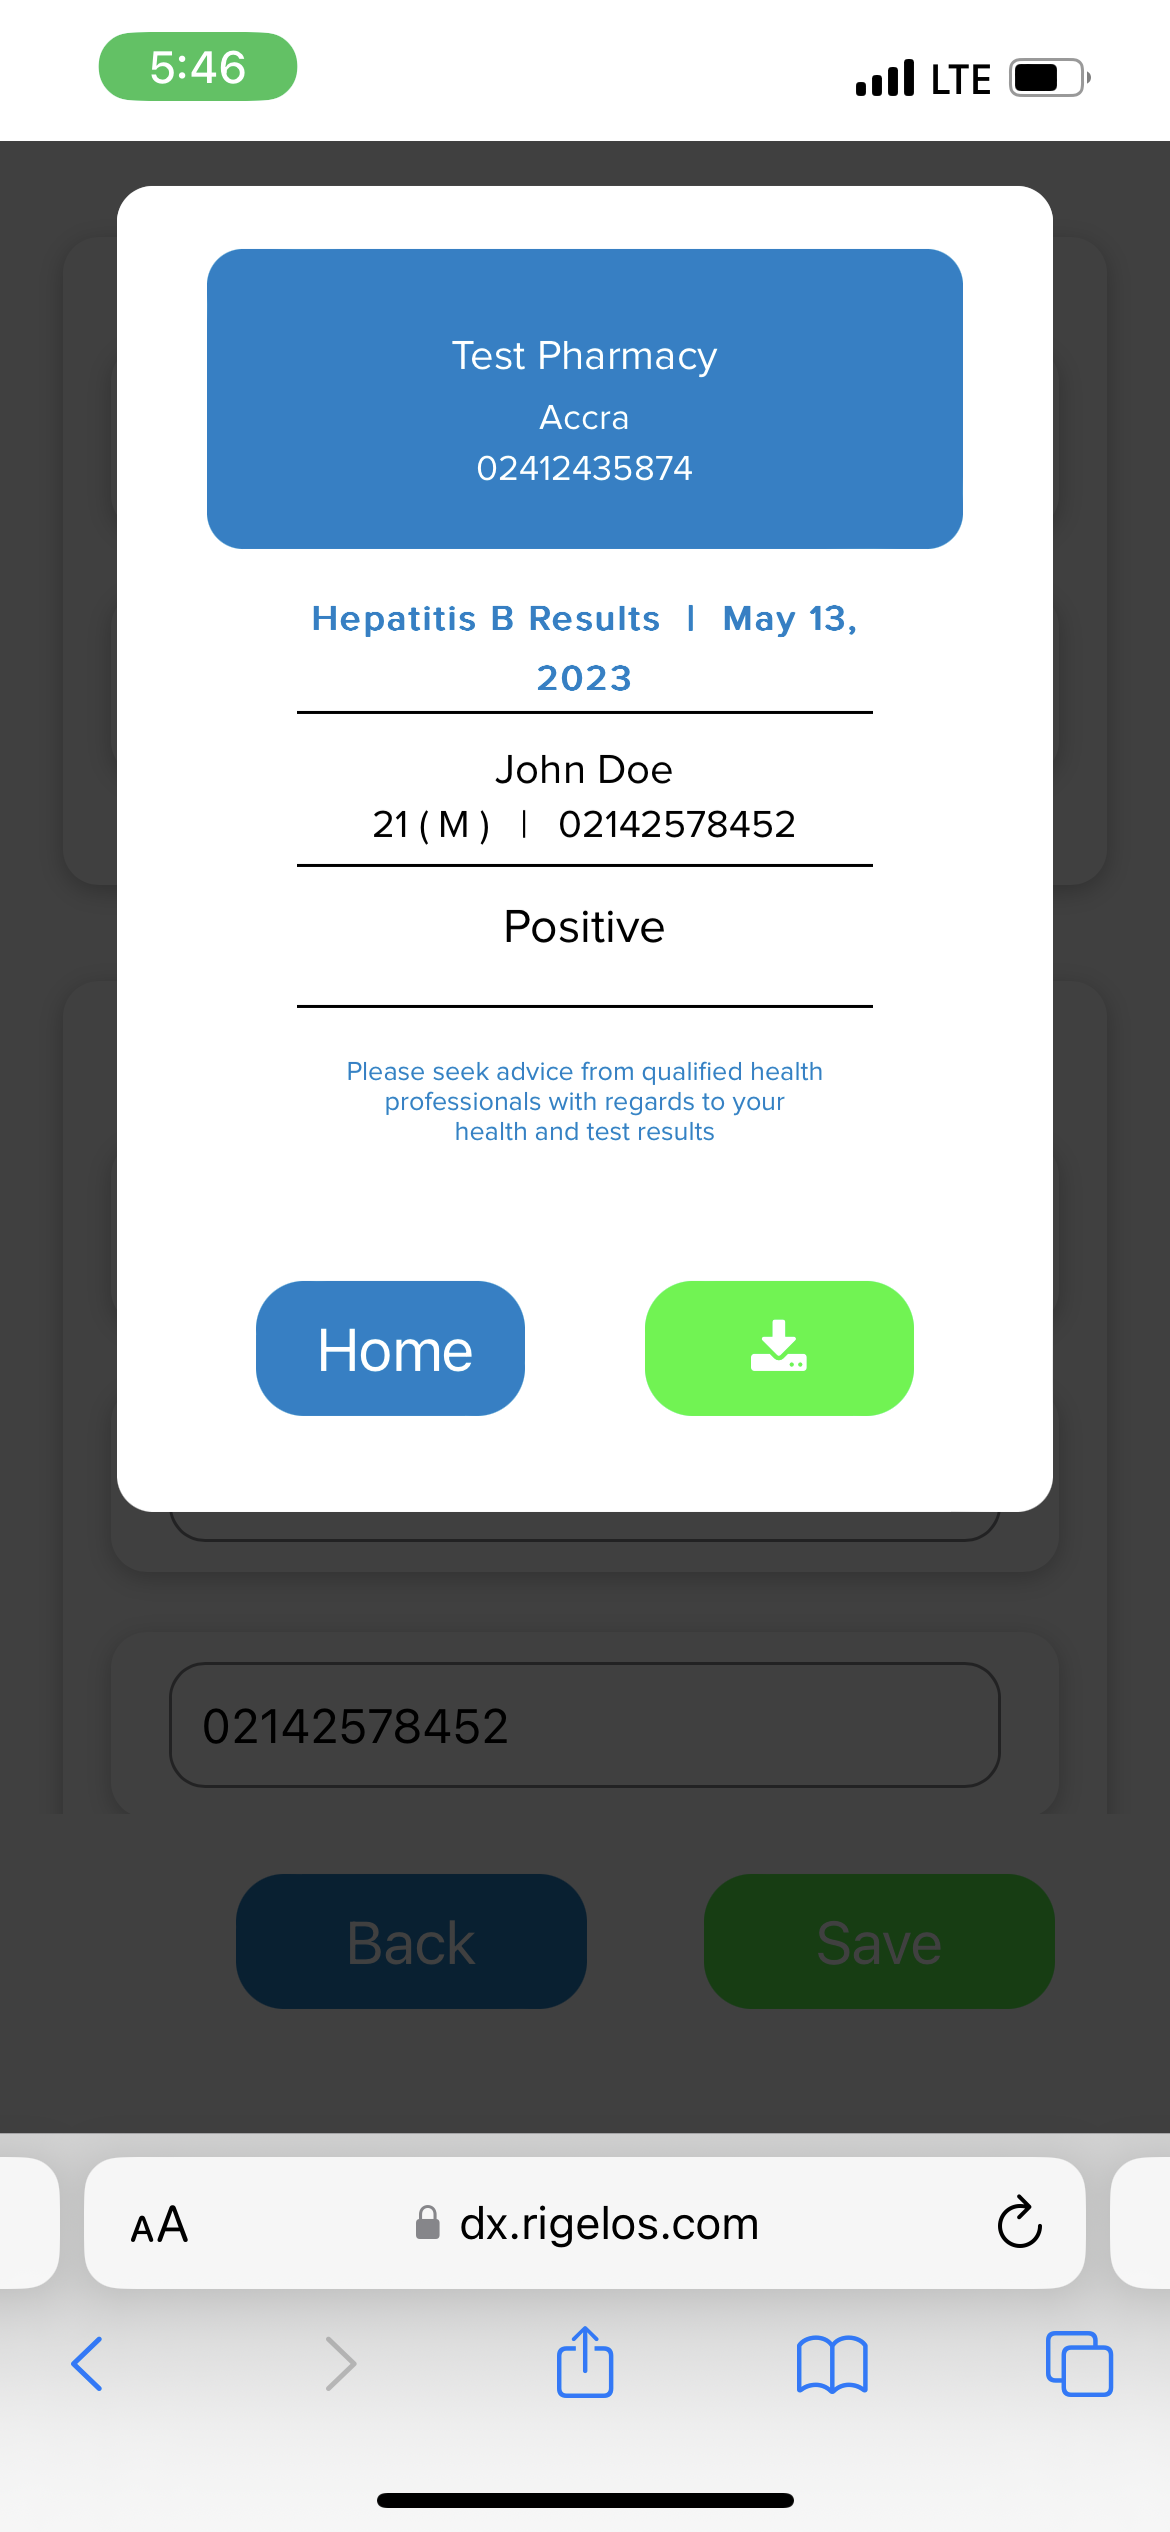 5:46
LTE
Test Pharmacy
Accra
02412435874
Hepatitis B Results | May 13,
2023
John Doe
21 ( M ) | 02142578452
Positive
Please seek advice from qualified health
professionals with regards to your
health and test results
Home
02142578452
Back
Save
AA
dx.rigelos.com